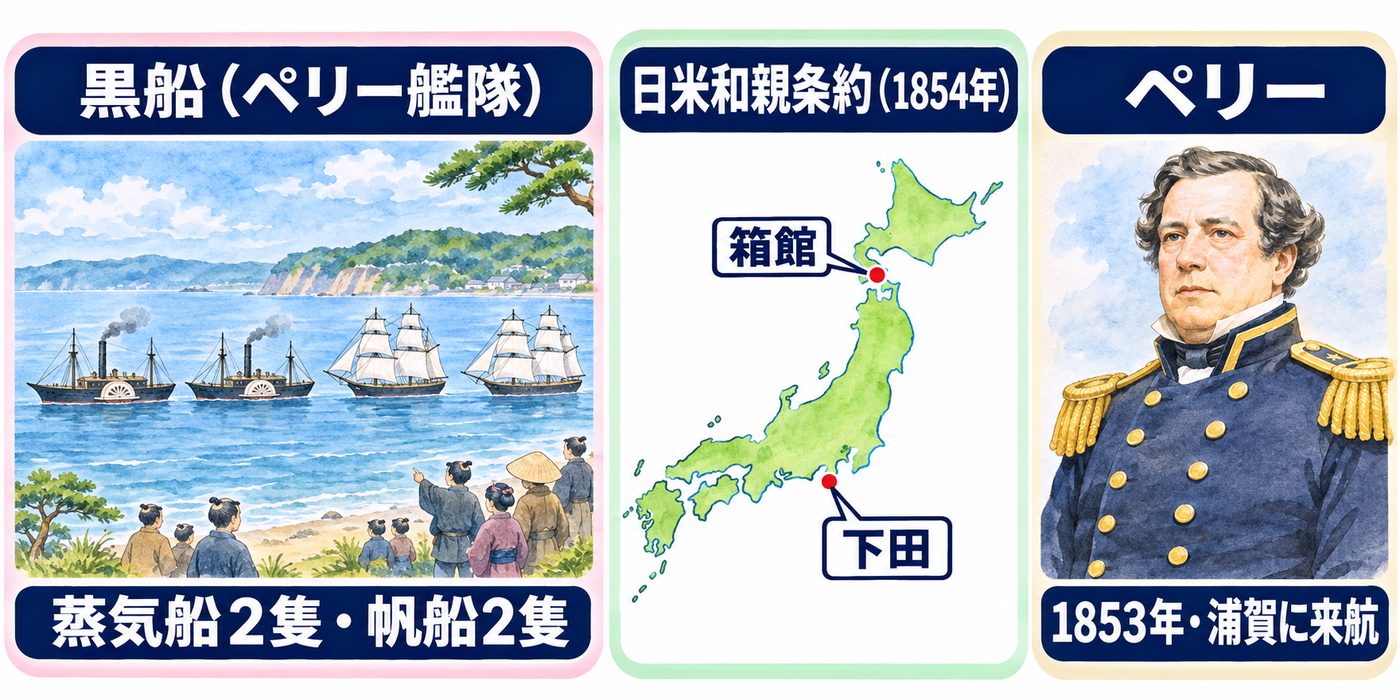 黒船（ペリー艦隊）
蒸気船２隻・帆船２隻
日米和親条約（1854年）
箱館
下田
ペリー
1853年・浦賀に来航